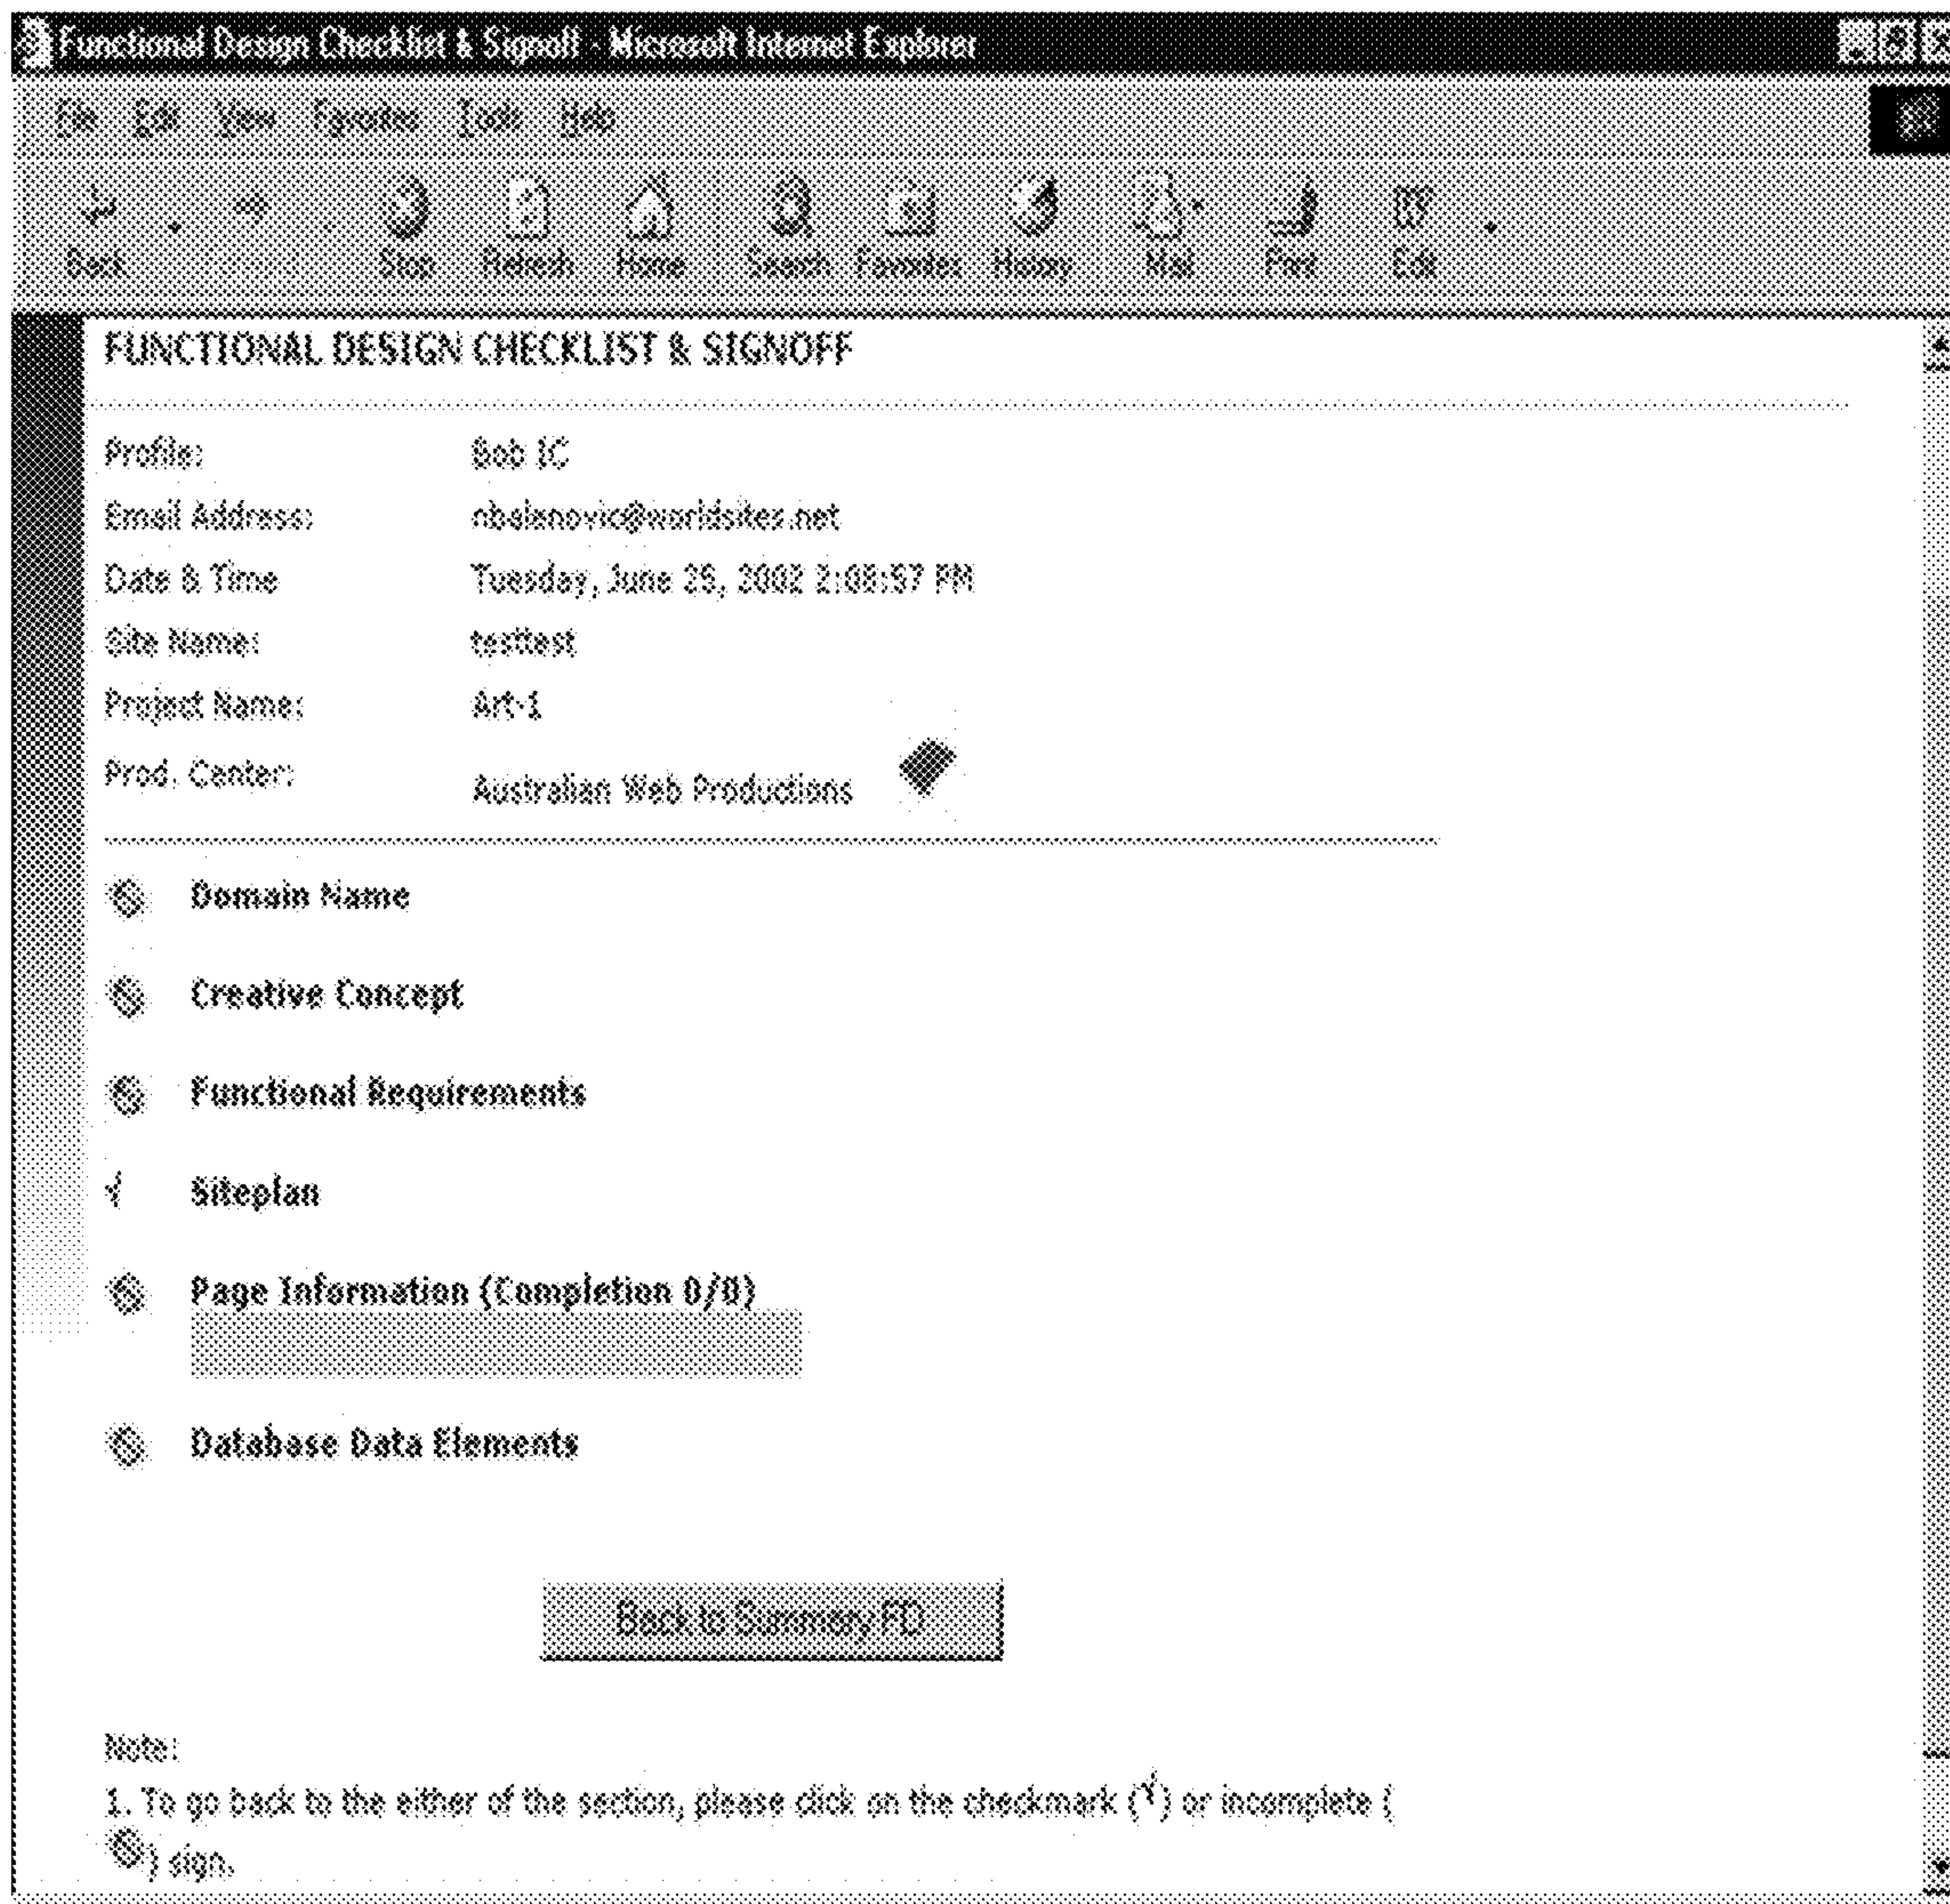 Functional Design Checklist & Signoff - Microsoft Internet Explorer
File Edit View Favorites Tools Help
Back Stop Refresh Home Search Favorites History Mail Print Edit
FUNCTIONAL DESIGN CHECKLIST & SIGNOFF
Profile: Bob IC
Email Address: nbalenovic@worldsites.net
Date & Time Tuesday, June 25, 2002 2:08:57 PM
Site Name: testtest
Project Name: Art-1
Prod. Center: Australian Web Productions
Domain Name
Creative Concept
Functional Requirements
√ Siteplan
Page Information (Completion 0/0)
Database Data Elements
Back to Summary FD
Note:
1. To go back to the either of the section, please click on the checkmark (√) or incomplete (
) sign.